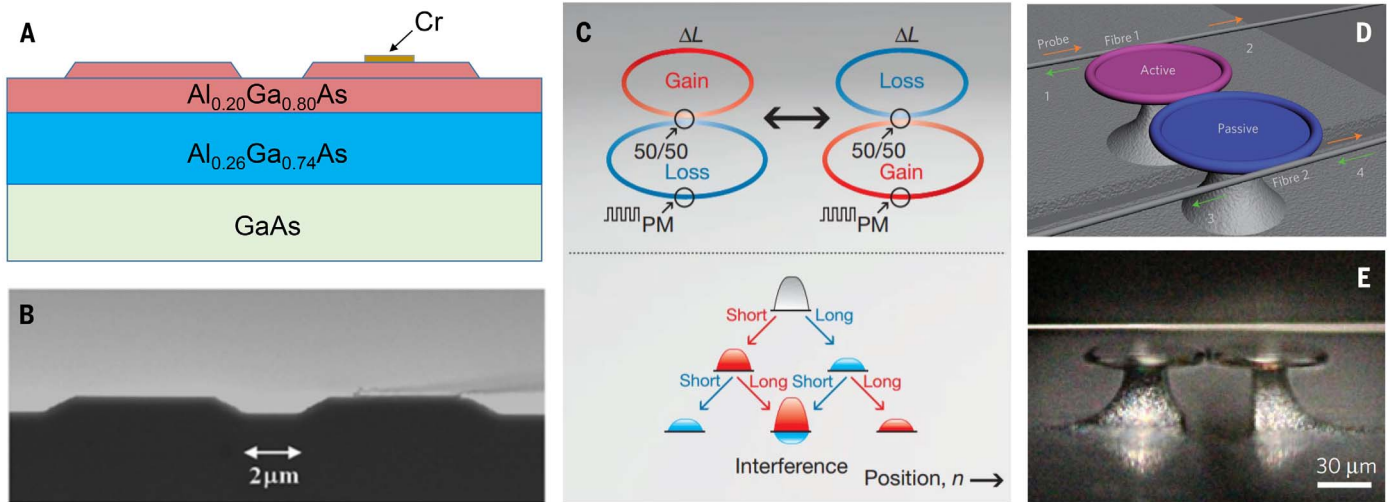 A
Cr
Al0.20Ga0.80As
Al0.26Ga0.74As
GaAs
B
2μm
C
ΔL ΔL
Gain Loss
50/50 50/50
Loss Gain
PM PM
Short Long
Short Long Short Long
Interference
Position, n
D
Probe Fibre 1 2
Active
1
Passive
Fibre 2 4
3
E
30 μm